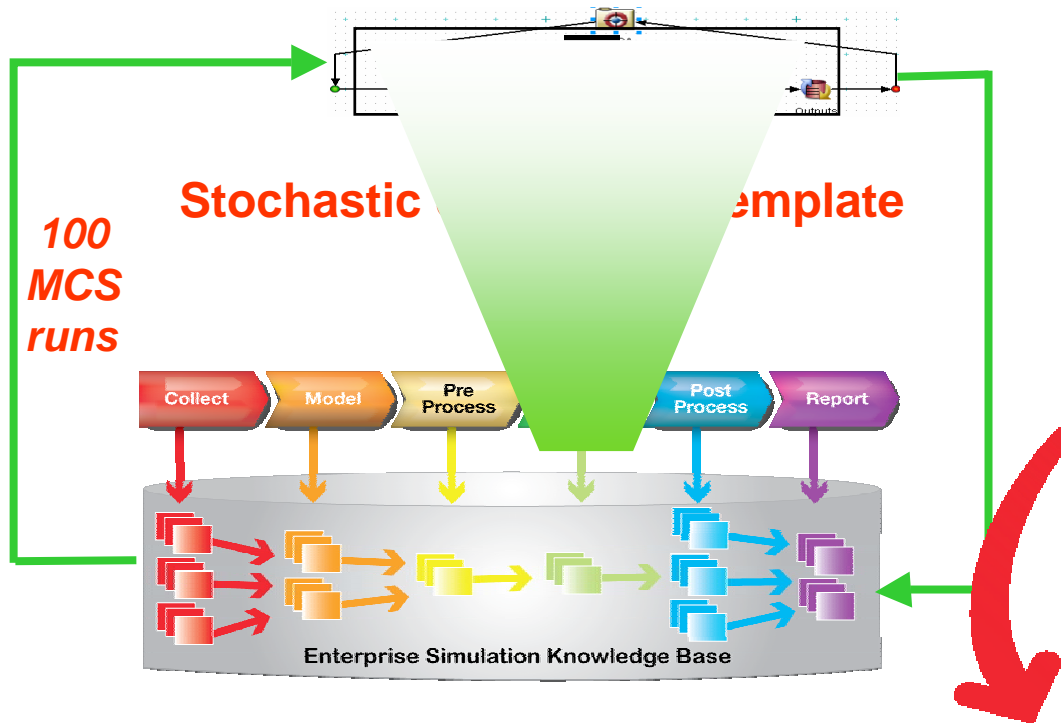 Outputs
Stochastic
emplate
100
MCS
runs
Collect
Model
Pre
Process
Post
Process
Report
Enterprise Simulation Knowledge Base